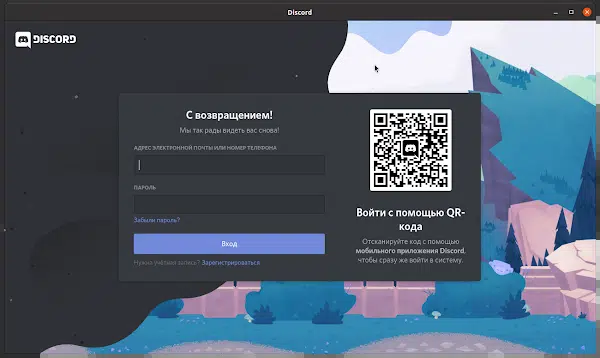 Discord
DISCORD
С возвращением!
Мы так рады видеть вас снова!
АДРЕС ЭЛЕКТРОННОЙ ПОЧТЫ ИЛИ НОМЕР ТЕЛЕФОНА
ПАРОЛЬ
Забыли пароль?
Вход
Нужна учётная запись? Зарегистрироваться
Войти с помощью QR-
кода
Отсканируйте код с помощью
мобильного приложения Discord,
чтобы сразу же войти в систему.